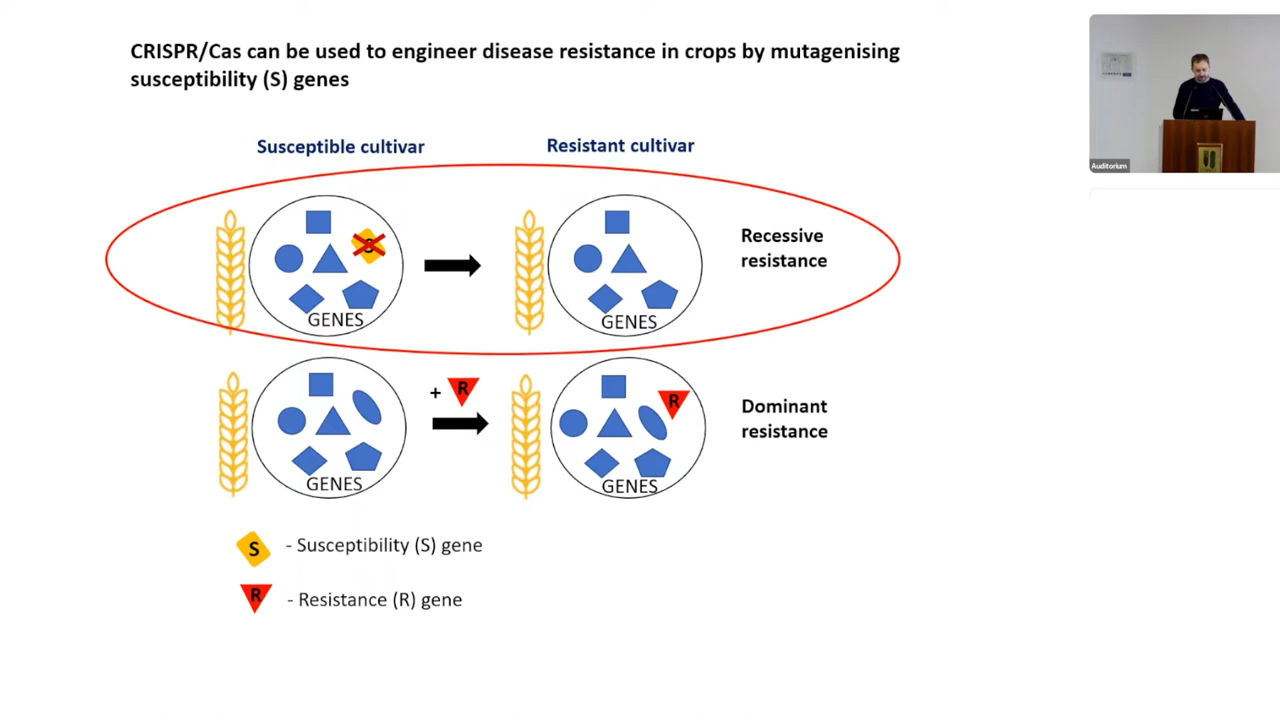 CRISPR/Cas can be used to engineer disease resistance in crops by mutagenising
susceptibility (S) genes
Susceptible cultivar
Resistant cultivar
S
GENES
GENES
Recessive
resistance
GENES
+ R
R
GENES
Dominant
resistance
S - Susceptibility (S) gene
R - Resistance (R) gene
Auditorium